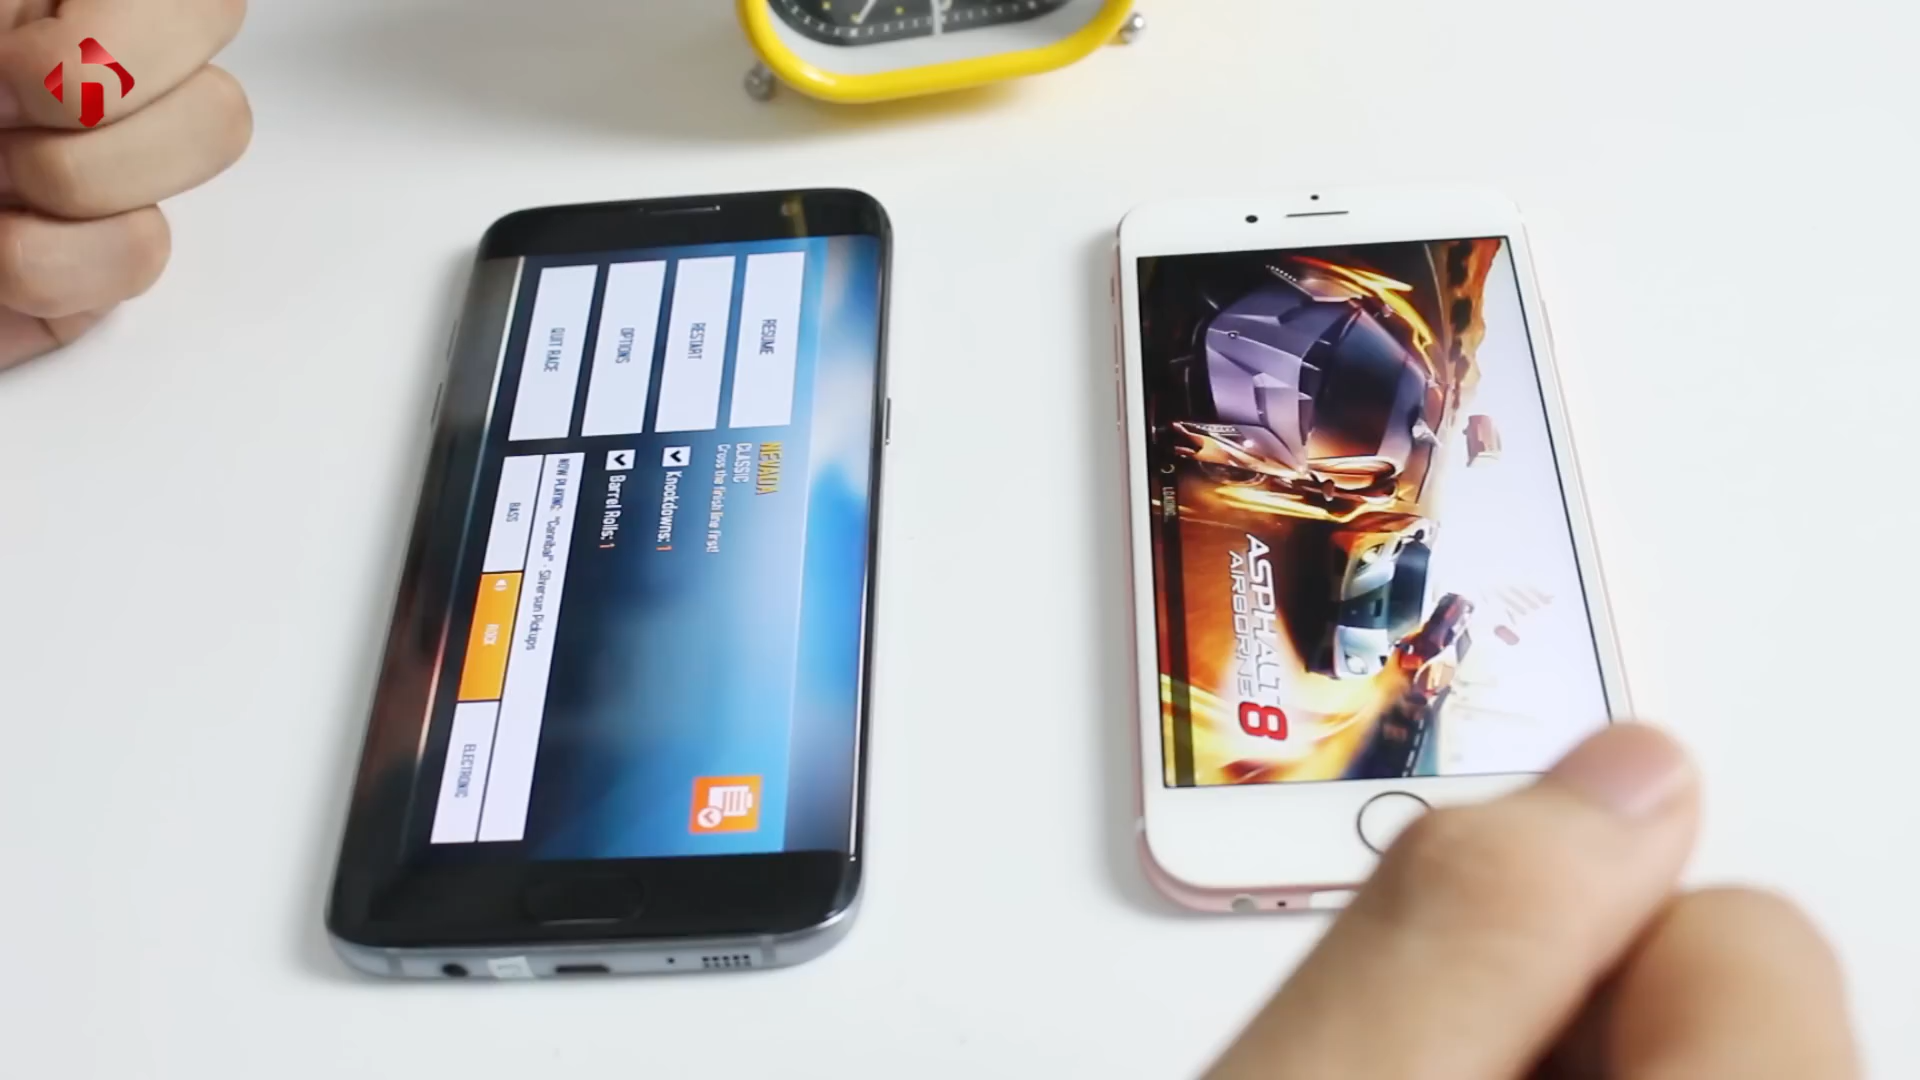 RESUME
RESTART
OPTIONS
QUIT RACE
NEVADA
CLASSIC
Cross the finish line first!
Knockdowns: 1
Barrel Rolls: 1
NOW PLAYING: "Cannibal" - Silversun Pickups
BASS
ROCK
ELECTRONIC
ASPHALT 8
AIRBORNE
LOADING